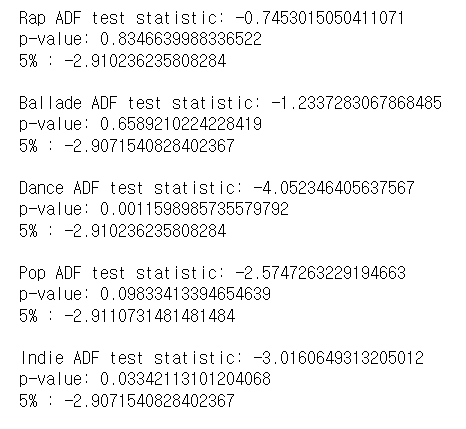 Rap ADF test statistic: -0.7453015050411071
p-value: 0.8346639988336522
5% : -2.910236235808284
Ballade ADF test statistic: -1.2337283067868485
p-value: 0.6589210224228419
5% : -2.9071540828402367
Dance ADF test statistic: -4.052346405637567
p-value: 0.0011598985735579792
5% : -2.910236235808284
Pop ADF test statistic: -2.5747263229194663
p-value: 0.09833413394654639
5% : -2.9110731481481484
Indie ADF test statistic: -3.0160649313205012
p-value: 0.03342113101204068
5% : -2.9071540828402367